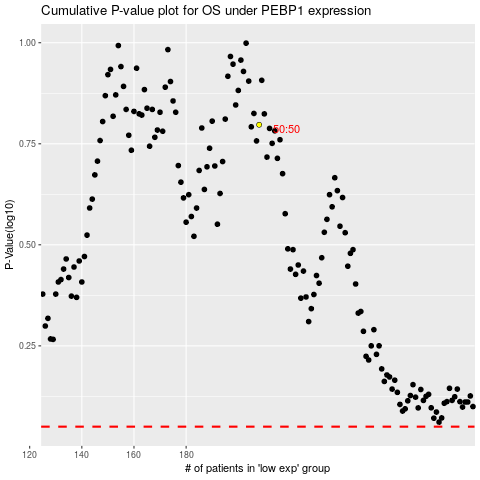 Cumulative P-value plot for OS under PEBP1 expression
P-Value(log10)
1.00
0.75
0.50
0.25
50:50
120 140 160 180
# of patients in 'low exp' group